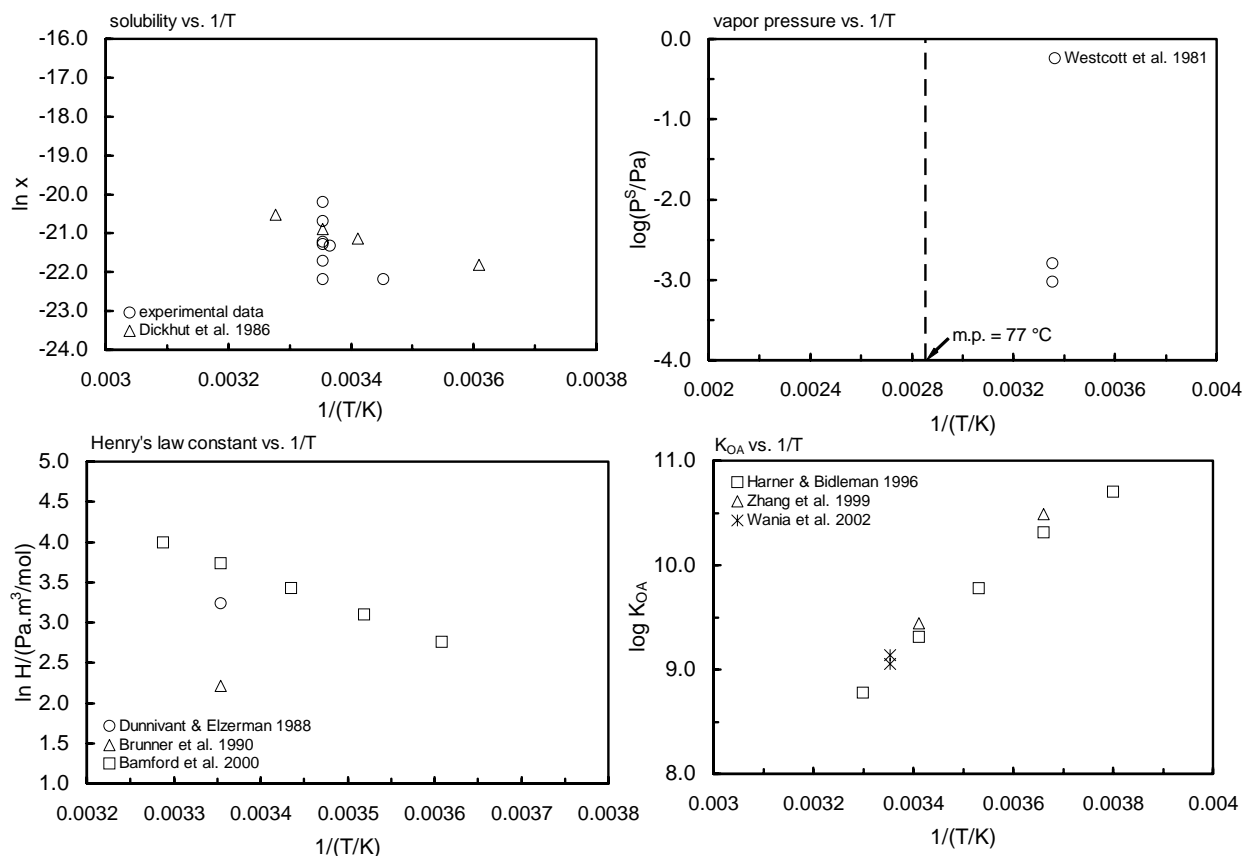 solubility vs. 1/T
-16.0
-17.0
-18.0
-19.0
-20.0
-21.0
-22.0
-23.0
-24.0
ln x
experimental data
Dickhut et al. 1986
0.003 0.0032 0.0034 0.0036 0.0038
1/(T/K)
vapor pressure vs. 1/T
0.0
-1.0
-2.0
-3.0
-4.0
log(P^S/Pa)
Westcott et al. 1981
m.p. = 77 °C
0.002 0.0024 0.0028 0.0032 0.0036 0.004
1/(T/K)
Henry's law constant vs. 1/T
5.0
4.5
4.0
3.5
3.0
2.5
2.0
1.5
1.0
ln H/(Pa.m³/mol)
Dunnivant & Elzerman 1988
Brunner et al. 1990
Bamford et al. 2000
0.0032 0.0033 0.0034 0.0035 0.0036 0.0037 0.0038
1/(T/K)
K_OA vs. 1/T
11.0
10.0
9.0
8.0
log K_OA
Harner & Bidleman 1996
Zhang et al. 1999
Wania et al. 2002
0.003 0.0032 0.0034 0.0036 0.0038 0.004
1/(T/K)